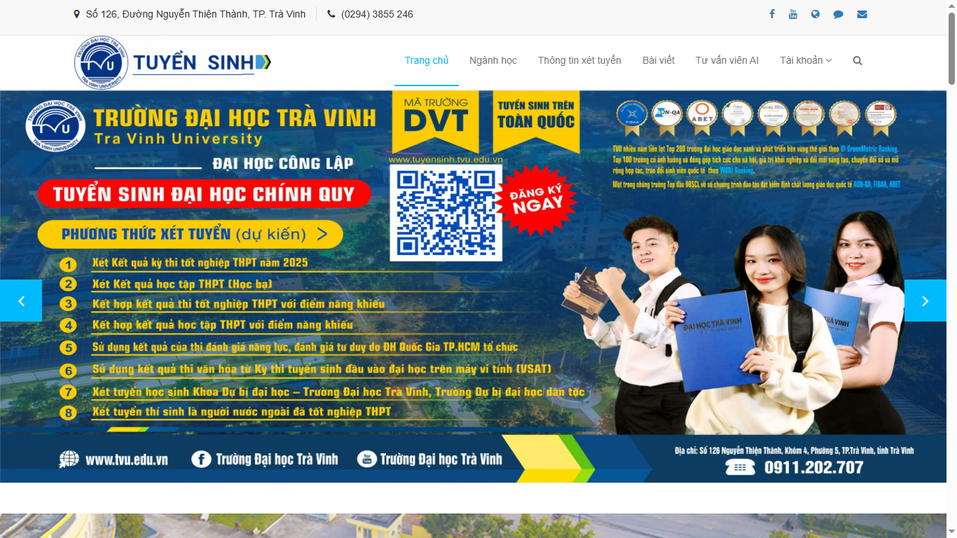 Số 126, Đường Nguyễn Thiện Thành, TP. Trà Vinh
(0294) 3855 246
TRƯỜNG ĐẠI HỌC TRÀ VINH
TVU
TRA VINH UNIVERSITY
TUYỂN SINH
Trang chủ
Ngành học
Thông tin xét tuyển
Bài viết
Tư vấn viên AI
Tài khoản
TVU
TRƯỜNG ĐẠI HỌC TRÀ VINH
Tra Vinh University
ĐẠI HỌC CÔNG LẬP
TUYỂN SINH ĐẠI HỌC CHÍNH QUY
PHƯƠNG THỨC XÉT TUYỂN (dự kiến)
1 Xét Kết quả kỳ thi tốt nghiệp THPT năm 2025
2 Xét Kết quả học tập THPT (Học bạ)
3 Kết hợp kết quả thi tốt nghiệp THPT với điểm năng khiếu
4 Kết hợp kết quả học tập THPT với điểm năng khiếu
5 Sử dụng kết quả của thi đánh giá năng lực, đánh giá tư duy do ĐH Quốc Gia TP.HCM tổ chức
6 Sử dụng kết quả thi văn hóa từ Kỳ thi tuyển sinh đầu vào đại học trên máy vi tính (VSAT)
7 Xét tuyển học sinh Khoa Dự bị đại học – Trường Đại học Trà Vinh, Trường Dự bị đại học dân tộc
8 Xét tuyển thí sinh là người nước ngoài đã tốt nghiệp THPT
MÃ TRƯỜNG
DVT
TUYỂN SINH TRÊN
TOÀN QUỐC
www.tuyensinh.tvu.edu.vn
ĐĂNG KÝ
NGAY
FIBAA
AUN-QA
ABET
TVU nhiều năm liền lọt Top 200 trường đại học giáo dục xanh và phát triển bền vững thế giới theo UI GreenMetric Ranking.
Top 100 trường có ảnh hưởng và đóng góp tích cực cho xã hội, giá trị khởi nghiệp và đổi mới sáng tạo, chuyển đổi số và mở
rộng hợp tác, trao đổi sinh viên quốc tế theo WURI Ranking.
Một trong những trường Top đầu ĐBSCL về số chương trình đào tạo đạt kiểm định chất lượng giáo dục quốc tế AUN-QA, FIBAA, ABET
ĐẠI HỌC TRÀ VINH
www.tvu.edu.vn
Trường Đại học Trà Vinh
Trường Đại học Trà Vinh
Địa chỉ: Số 126 Nguyễn Thiện Thành, Khóm 4, Phường 5, TP.Trà Vinh, tỉnh Trà Vinh
0911.202.707